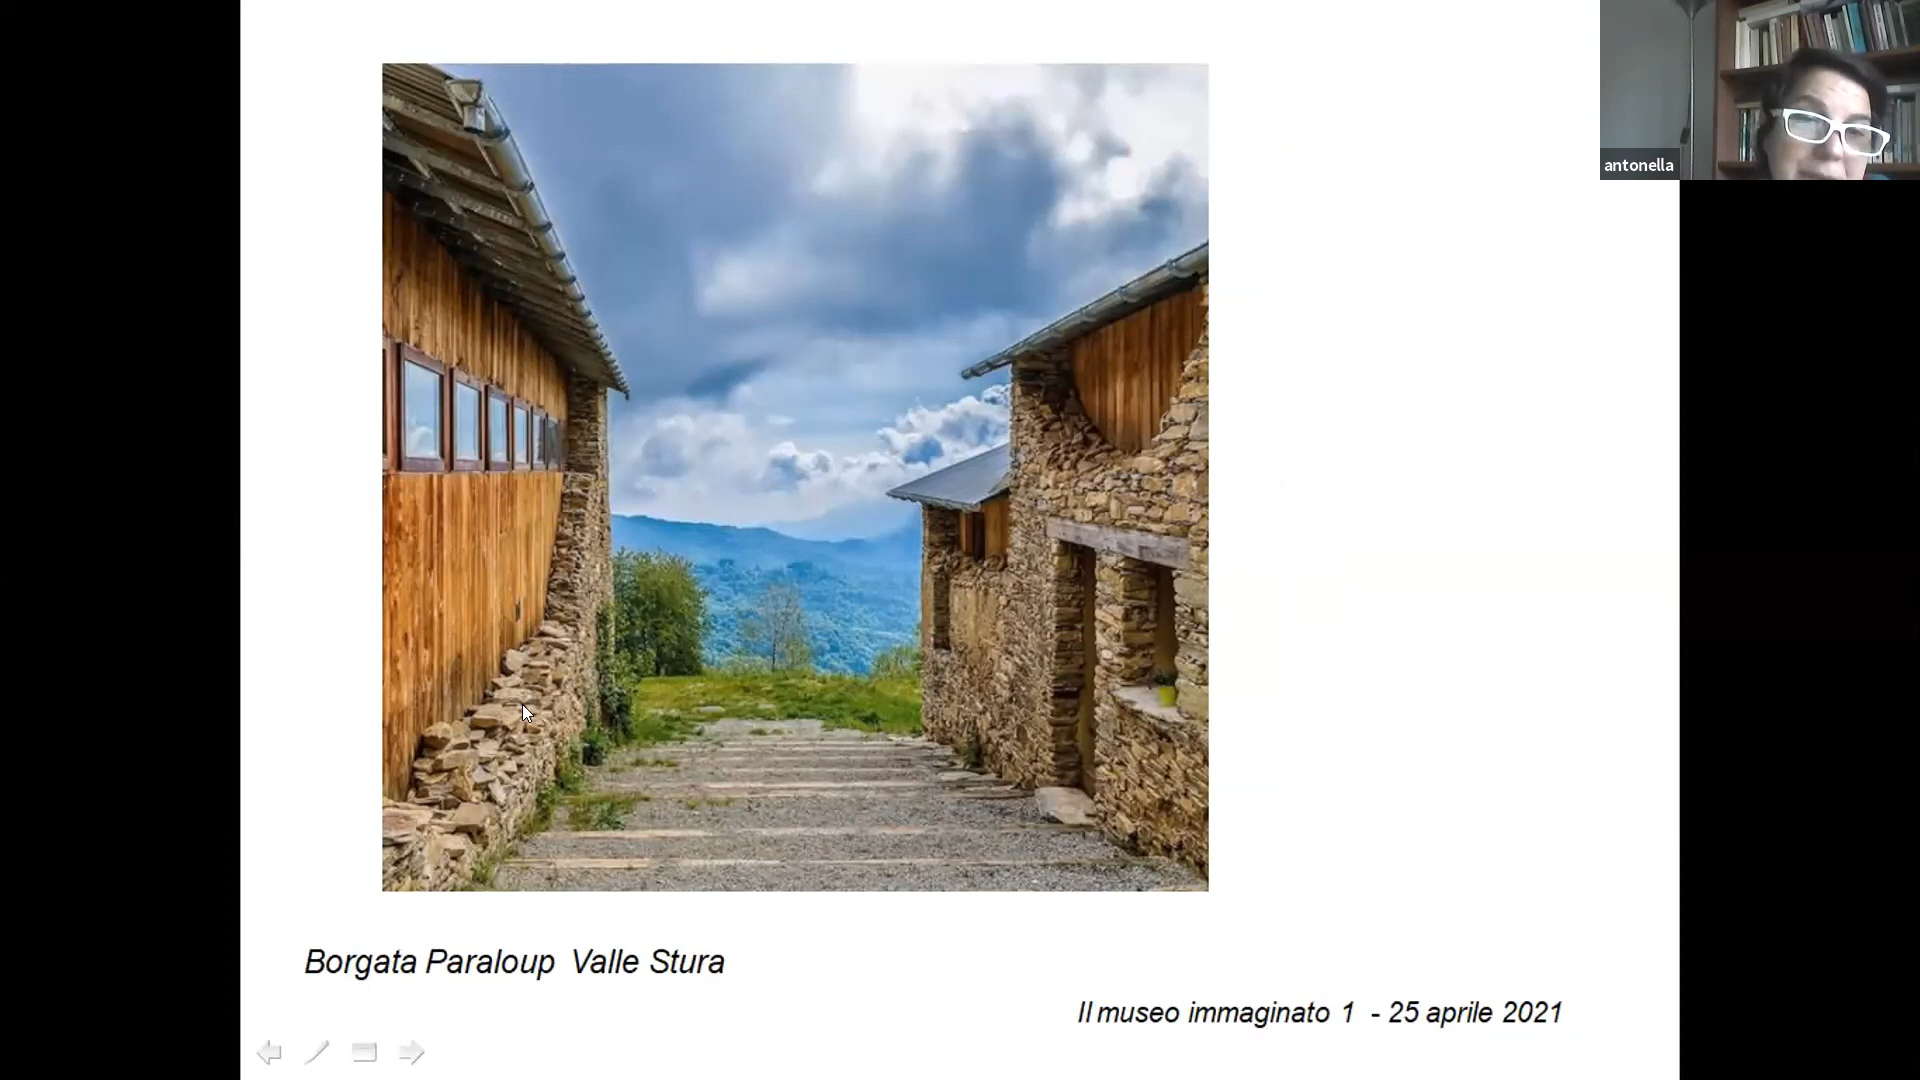 antonella
Borgata Paraloup Valle Stura
Il museo immaginato 1 - 25 aprile 2021